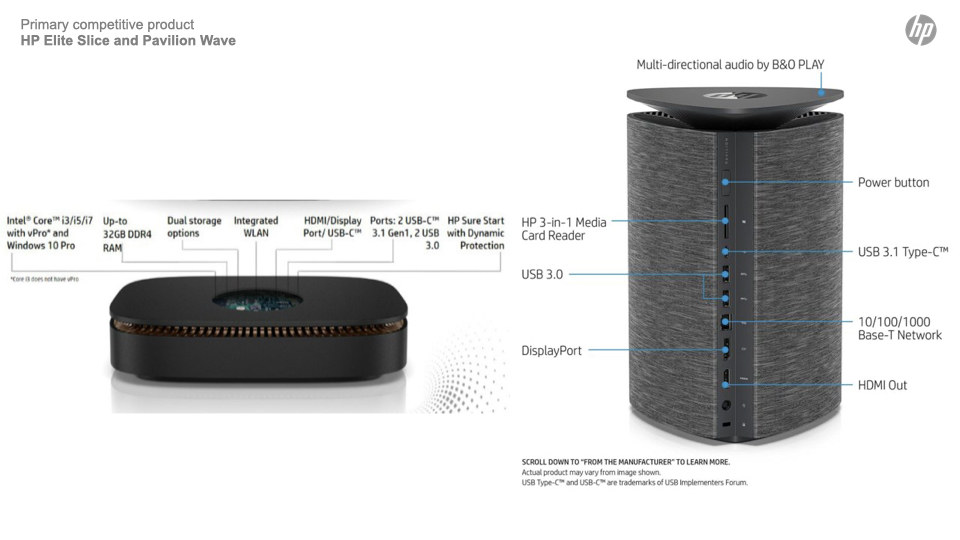 Primary competitive product
HP Elite Slice and Pavilion Wave
hp
Intel® Core™ i3/i5/i7
with vPro* and
Windows 10 Pro
*Core i3 does not have vPro
Up-to
32GB DDR4
RAM
Dual storage
options
Integrated
WLAN
HDMI/Display
Port/ USB-C™
Ports: 2 USB-C™
3.1 Gen1, 2 USB
3.0
HP Sure Start
with Dynamic
Protection
Multi-directional audio by B&O PLAY
Power button
HP 3-in-1 Media
Card Reader
USB 3.1 Type-C™
USB 3.0
10/100/1000
Base-T Network
DisplayPort
HDMI Out
SCROLL DOWN TO “FROM THE MANUFACTURER” TO LEARN MORE.
Actual product may vary from image shown.
USB Type-C™ and USB-C™ are trademarks of USB Implementers Forum.